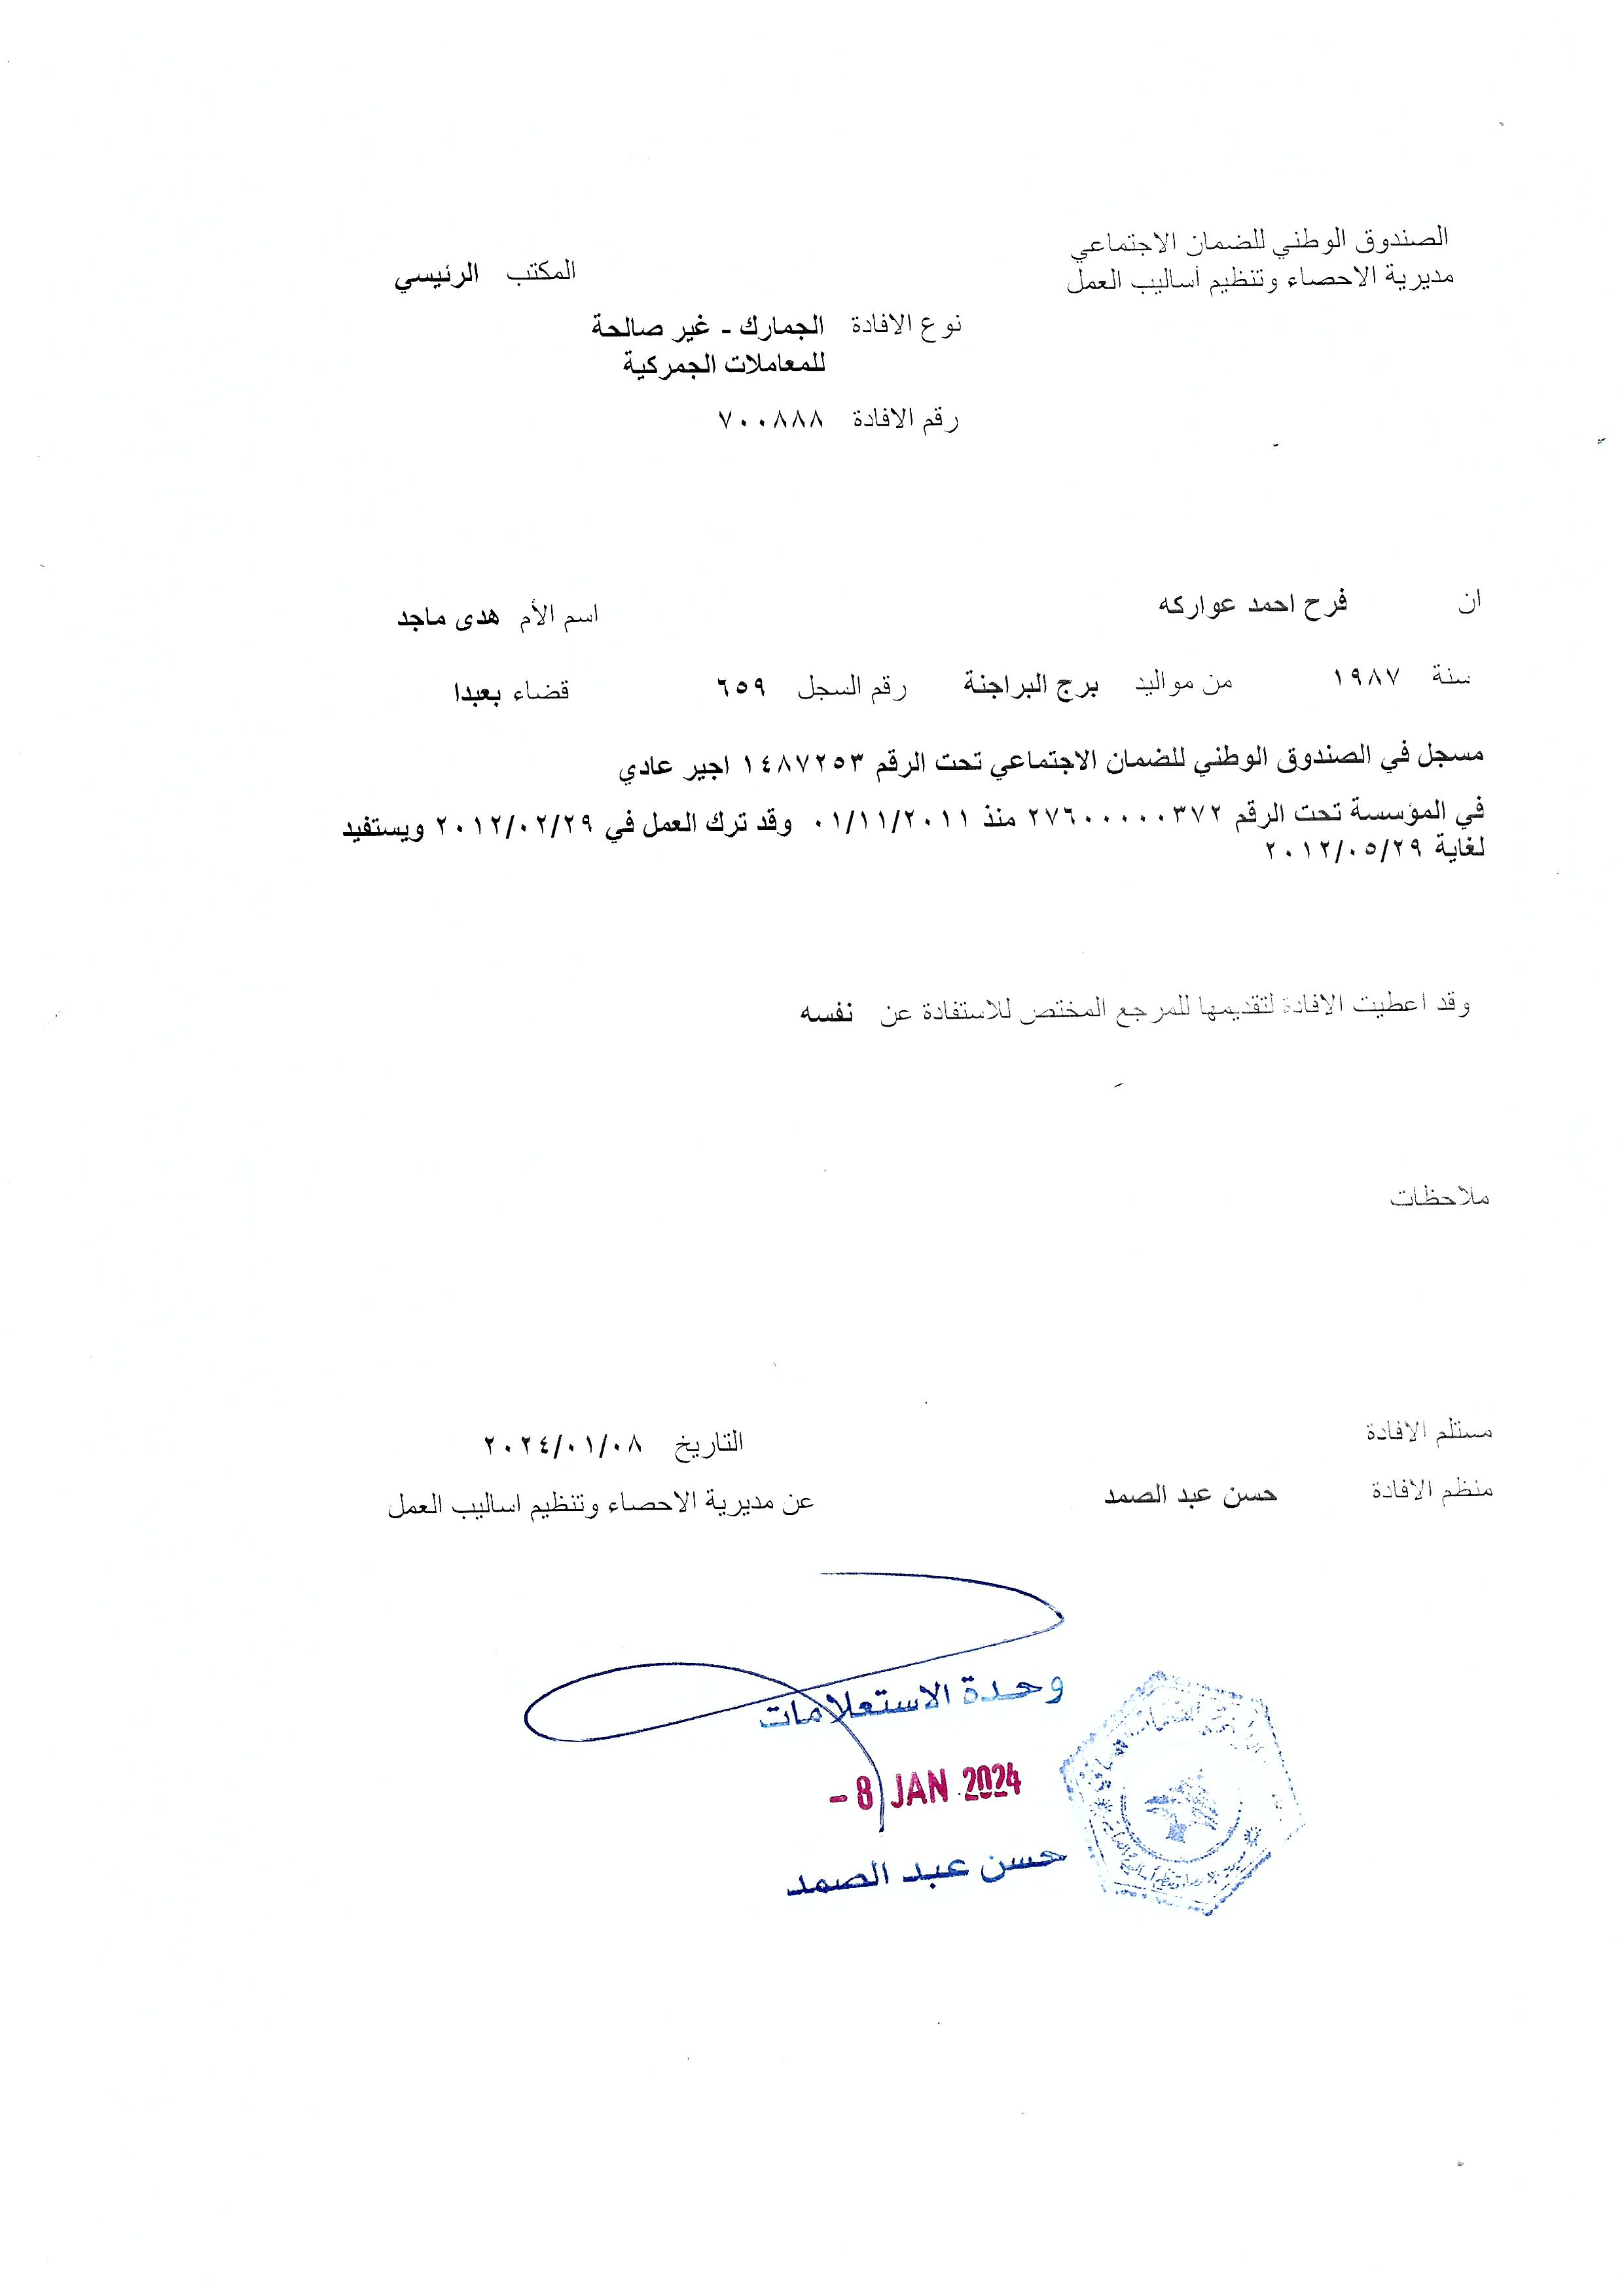 الصندوق الوطني للضمان الاجتماعي
مديرية الاحصاء وتنظيم أساليب العمل
المكتب الرئيسي
نوع الافادة الجمارك - غير صالحة
للمعاملات الجمركية
رقم الافادة ٧٠٠٨٨٨
ان فرح احمد عواركه اسم الأم هدى ماجد
سنة ١٩٨٧ من مواليد برج البراجنة رقم السجل ٦٥٩ قضاء بعبدا
مسجل في الصندوق الوطني للضمان الاجتماعي تحت الرقم ١٤٨٧٢٥٣ اجير عادي
في المؤسسة تحت الرقم ٢٧٦٠٠٠٠٠٣٧٢ منذ ٠١/١١/٢٠١١ وقد ترك العمل في ٢٠١٢/٠٢/٢٩ ويستفيد
لغاية ٢٠١٢/٠٥/٢٩
وقد اعطيت الافادة لتقديمها للمرجع المختص للاستفادة عن نفسه
ملاحظات
مستلم الافادة التاريخ ٢٠٢٤/٠١/٠٨
منظم الافادة حسن عبد الصمد عن مديرية الاحصاء وتنظيم اساليب العمل
وحدة الاستعلامات
- 8 JAN 2024
حسن عبد الصمد